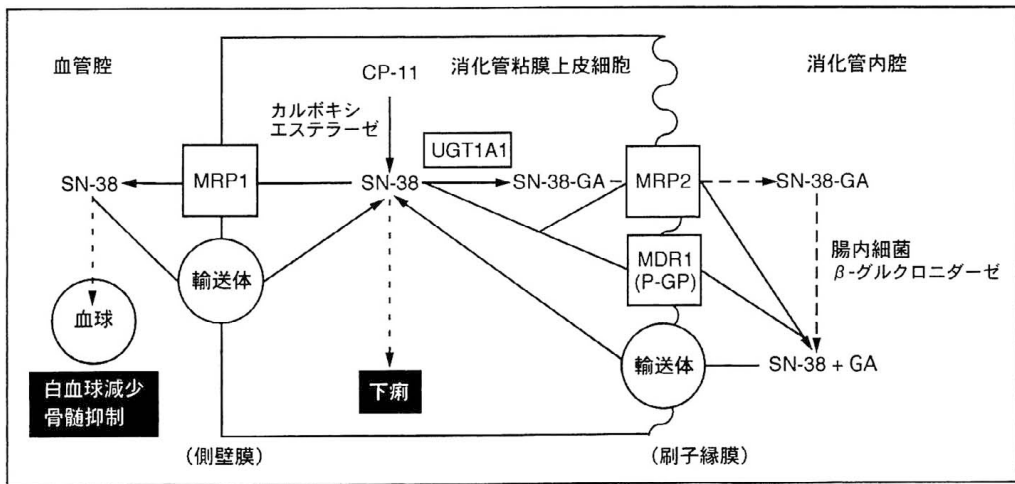 血管腔
消化管粘膜上皮細胞
消化管内腔
CP-11
カルボキシ
エステラーゼ
UGT1A1
SN-38
MRP1
SN-38
SN-38-GA
MRP2
SN-38-GA
輸送体
MDR1
(P-GP)
腸内細菌
β-グルクロニダーゼ
血球
輸送体
SN-38 + GA
白血球減少
骨髄抑制
下痢
(側壁膜)
(刷子縁膜)